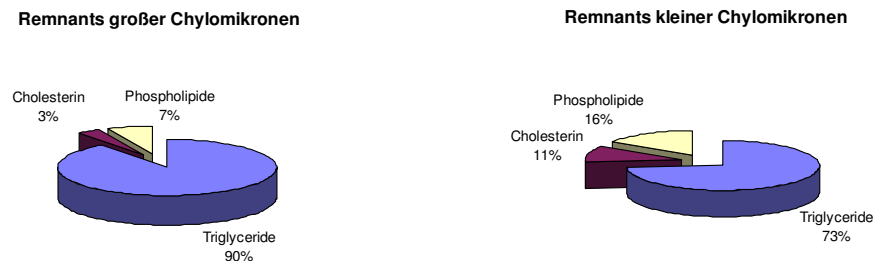 Remnants großer Chylomikronen
Cholesterin
3%
Phospholipide
7%
Triglyceride
90%
Remnants kleiner Chylomikronen
Phospholipide
16%
Cholesterin
11%
Triglyceride
73%